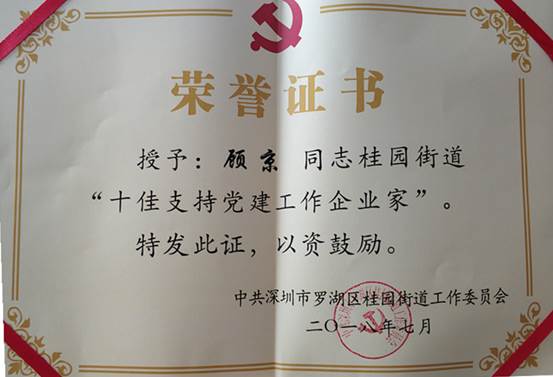 荣誉证书
授予：顾京 同志桂园街道
“十佳支持党建工作企业家”。
特发此证，以资鼓励。
中共深圳市罗湖区桂园街道工作委员会
二〇一八年七月